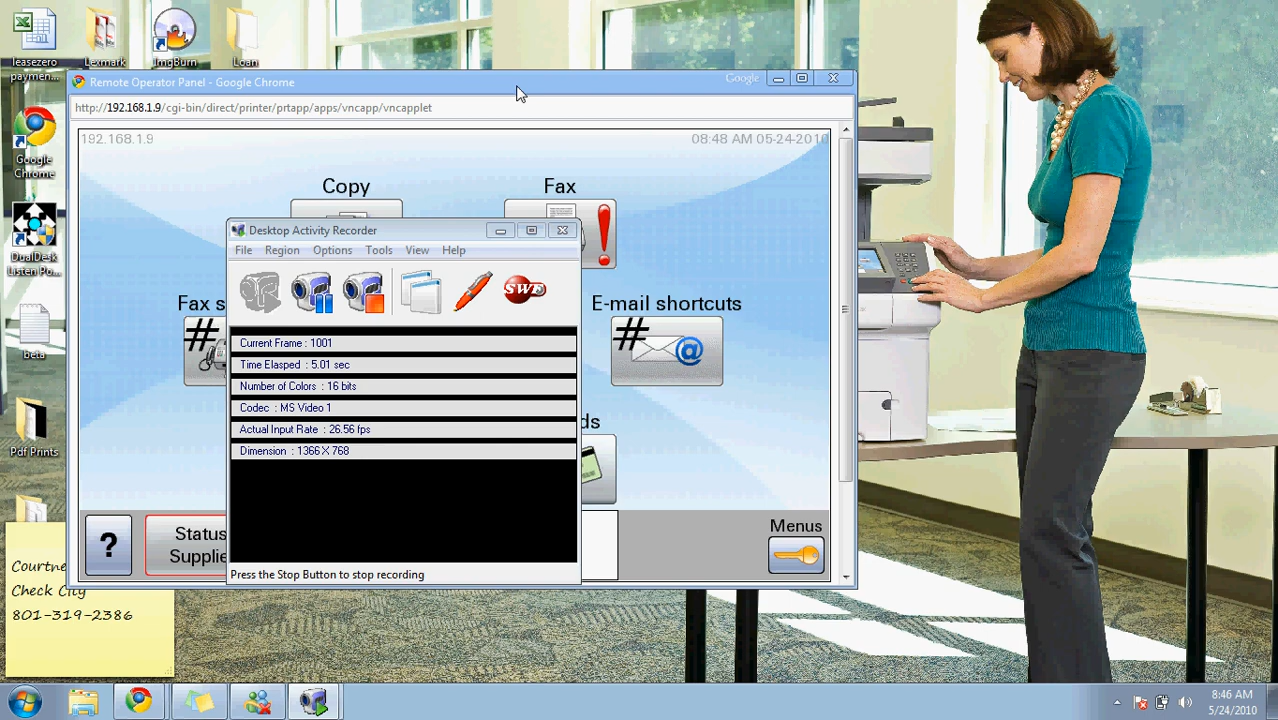 leasezero
paymen...
Lexmark
ImgBurn
Loan
Remote Operator Panel - Google Chrome
Google
http://192.168.1.9/cgi-bin/direct/printer/prtapp/apps/vncapp/vncapplet
192.168.1.9
08:48 AM 05-24-2010
Google
Chrome
Copy
Fax
Desktop Activity Recorder
File Region Options Tools View Help
SWF
DualDesk
Listen Po...
Fax s
E-mail shortcuts
#
#
@
Current Frame : 1001
Time Elasped : 5.01 sec
Number of Colors : 16 bits
Codec : MS Video 1
Actual Input Rate : 26.56 fps
Dimension : 1366 X 768
beta
ds
Pdf Prints
?
Status
Supplie
Menus
Press the Stop Button to stop recording
Courtne
Check City
801-319-2386
8:46 AM
5/24/2010